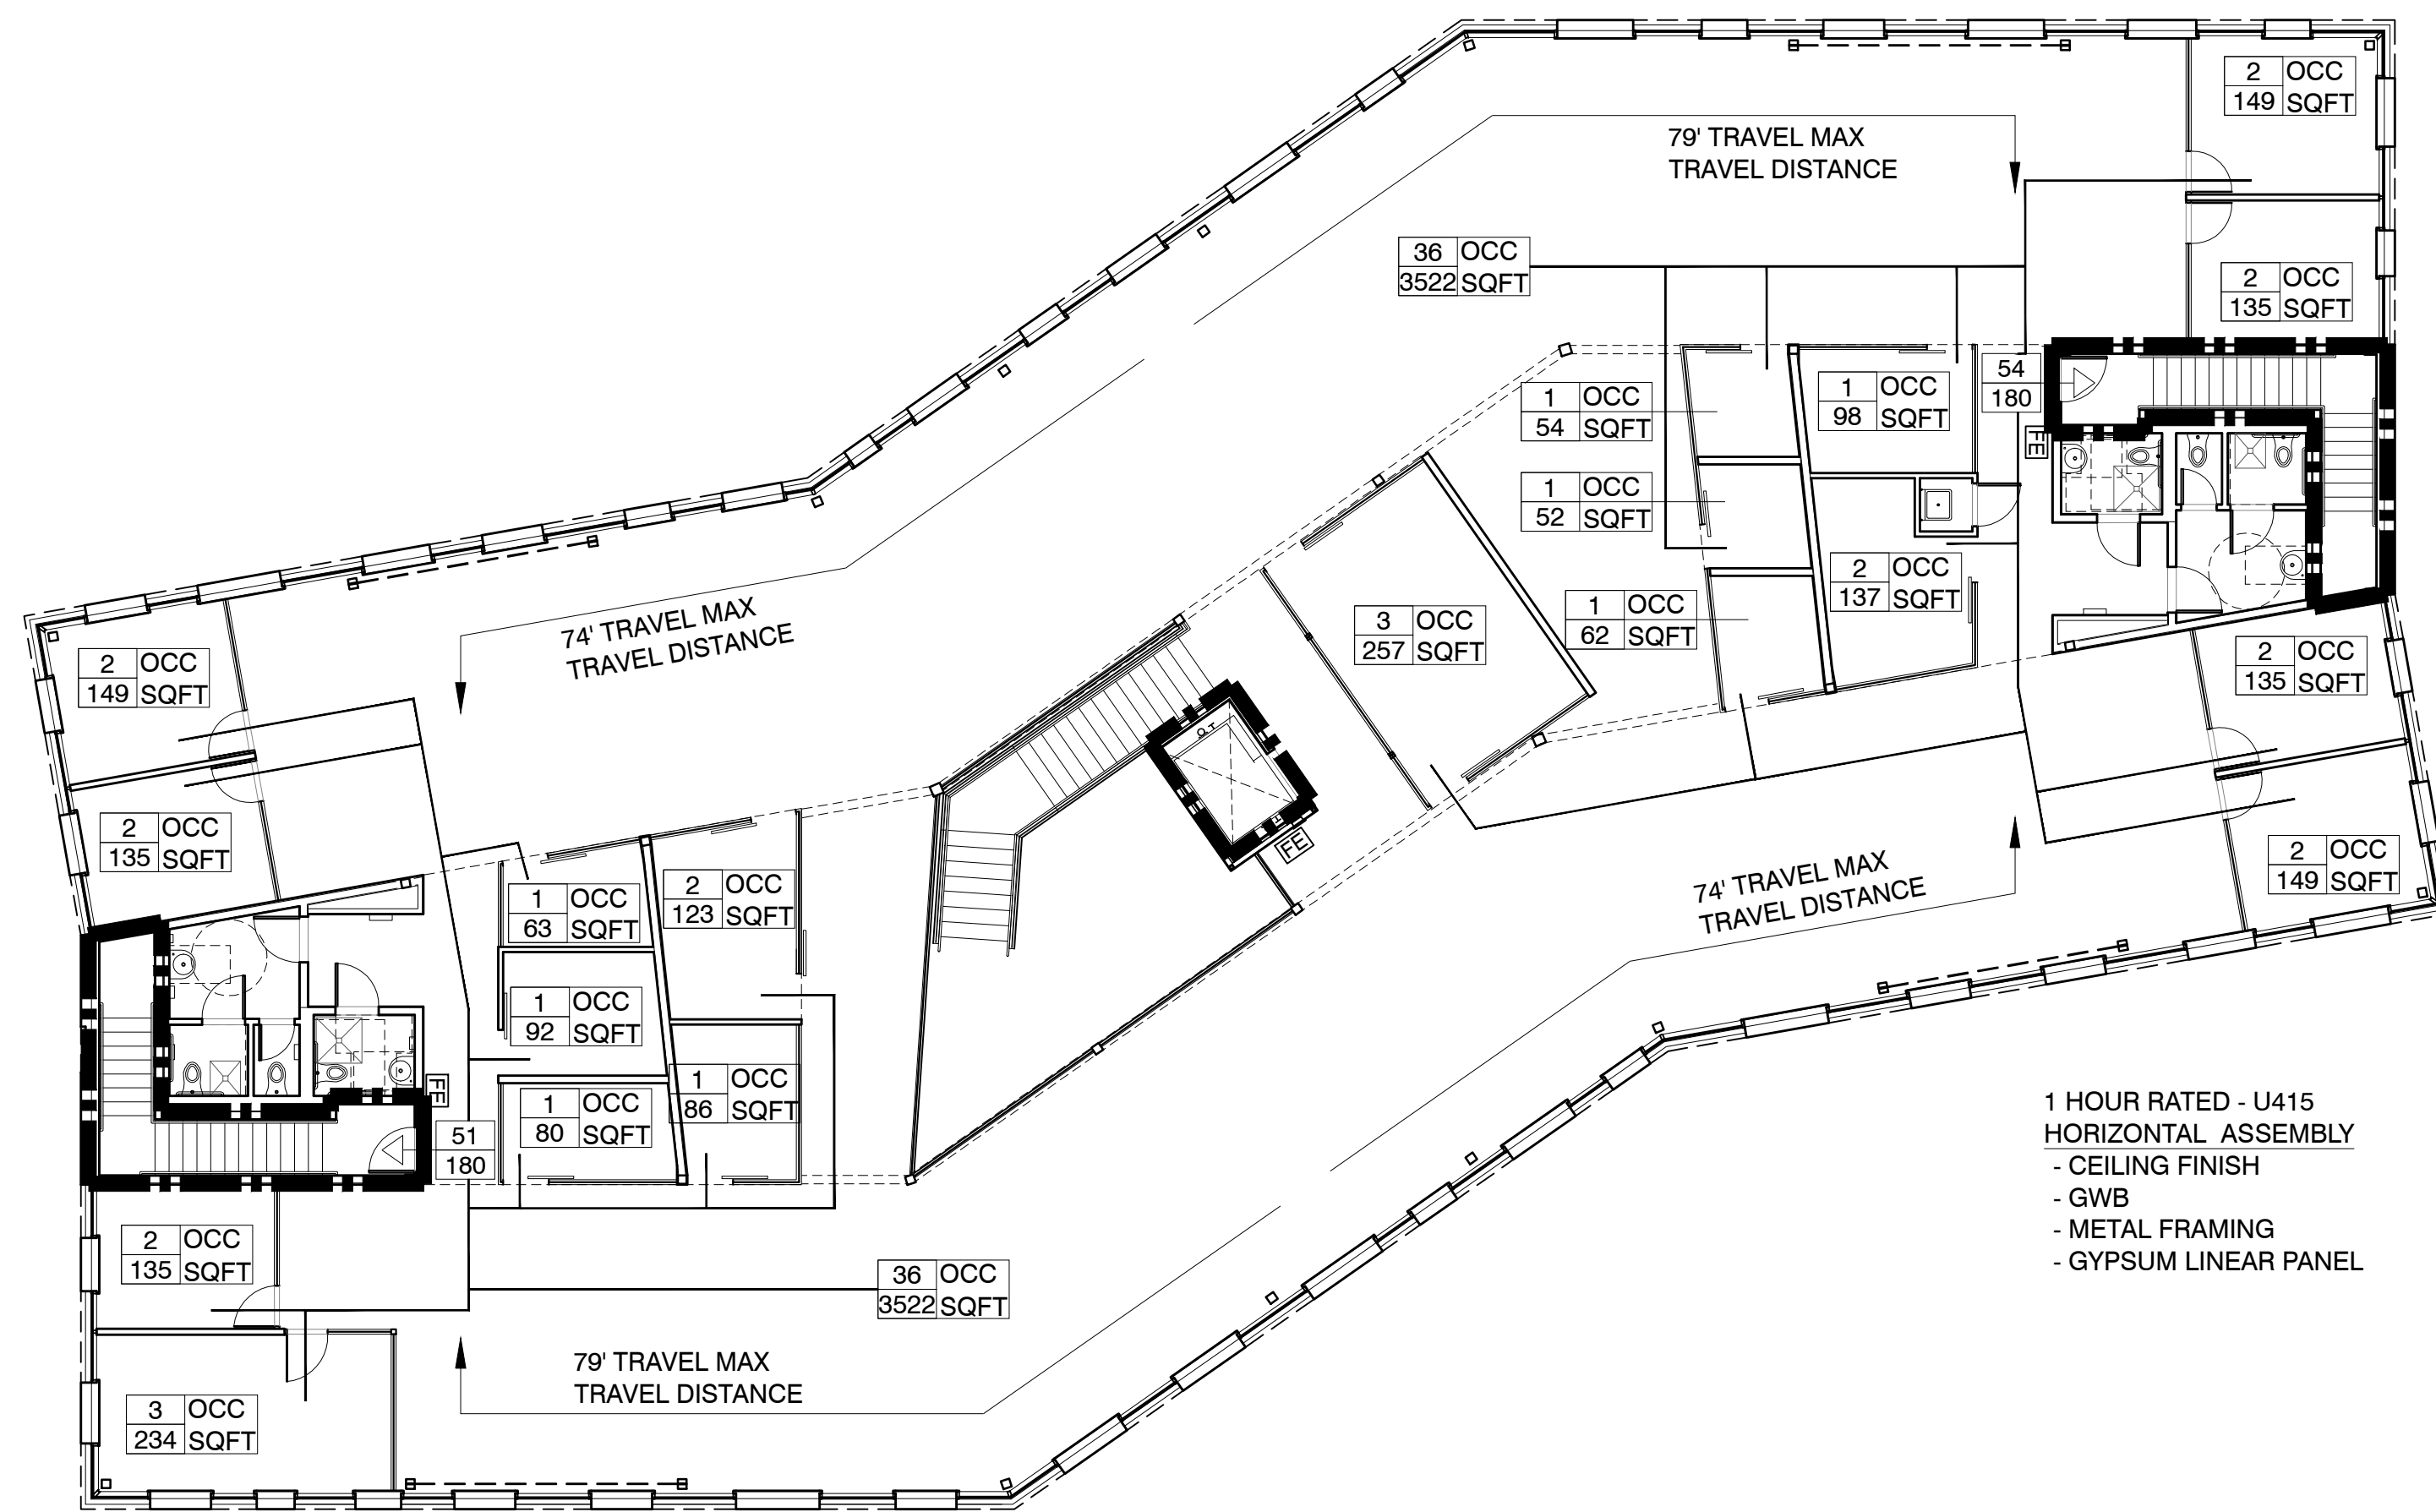 2 OCC
149 SQFT
79' TRAVEL MAX
TRAVEL DISTANCE
36 OCC
3522 SQFT
2 OCC
135 SQFT
54
180
1 OCC
54 SQFT
1 OCC
98 SQFT
FE
1 OCC
52 SQFT
2 OCC
137 SQFT
74' TRAVEL MAX
TRAVEL DISTANCE
3 OCC
257 SQFT
1 OCC
62 SQFT
2 OCC
149 SQFT
2 OCC
135 SQFT
2 OCC
135 SQFT
2 OCC
149 SQFT
FE
74' TRAVEL MAX
TRAVEL DISTANCE
1 OCC
63 SQFT
2 OCC
123 SQFT
1 OCC
92 SQFT
1 OCC
86 SQFT
1 OCC
80 SQFT
FE
51
180
1 HOUR RATED - U415
HORIZONTAL ASSEMBLY
- CEILING FINISH
- GWB
- METAL FRAMING
- GYPSUM LINEAR PANEL
2 OCC
135 SQFT
36 OCC
3522 SQFT
79' TRAVEL MAX
TRAVEL DISTANCE
3 OCC
234 SQFT